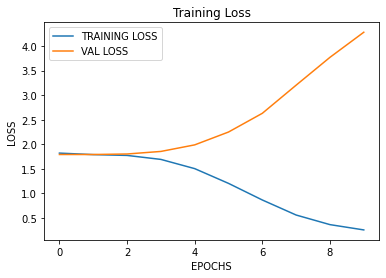 Training Loss
TRAINING LOSS
VAL LOSS
4.0
3.5
3.0
2.5
2.0
1.5
1.0
0.5
LOSS
0 2 4 6 8
EPOCHS